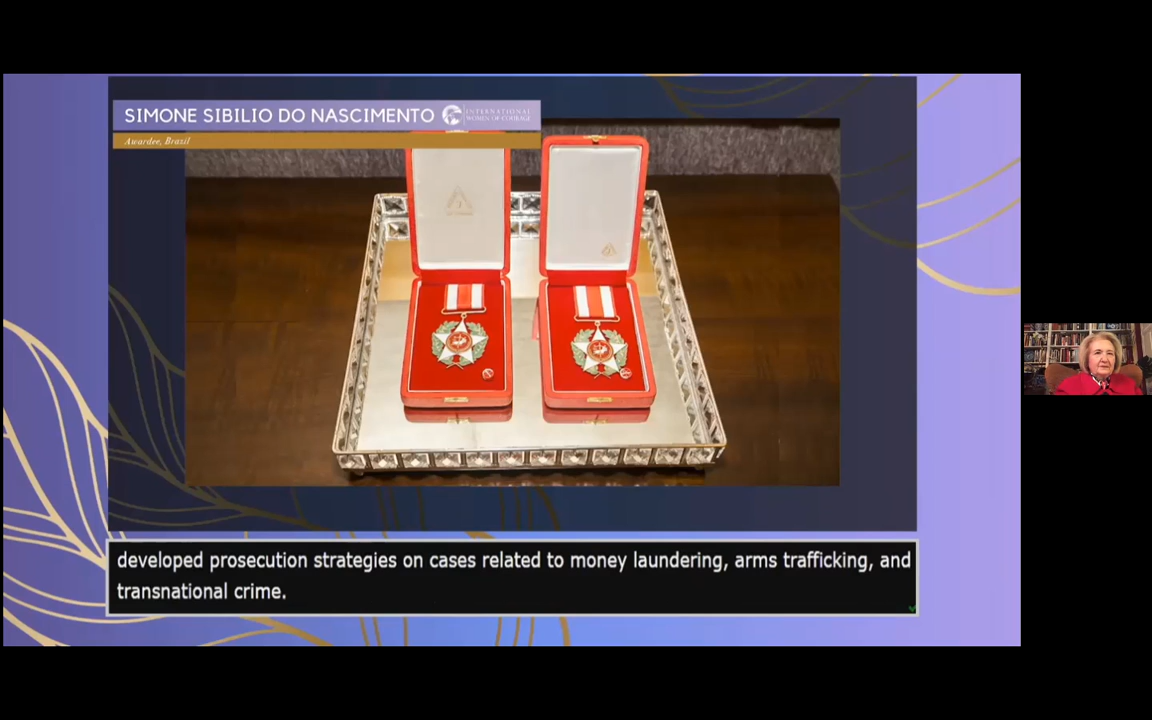 SIMONE SIBILIO DO NASCIMENTO
INTERNATIONAL
WOMEN OF COURAGE
Awardee, Brazil
developed prosecution strategies on cases related to money laundering, arms trafficking, and
transnational crime.